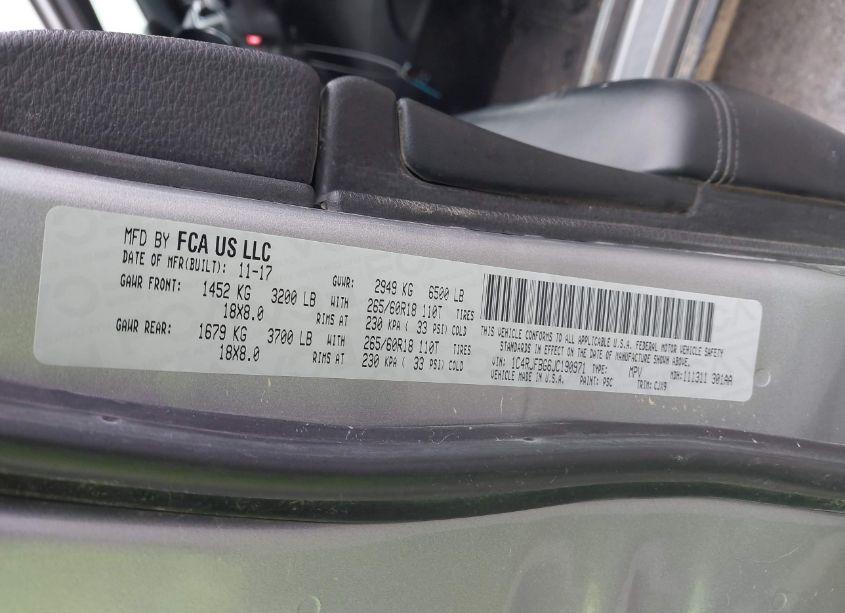 MFD BY FCA US LLC
DATE OF MFR(BUILT): 11-17 GVWR: 2949 KG 6500 LB
GAWR FRONT: 1452 KG 3200 LB WITH 265/60R18 110T TIRES
18X8.0 RIMS AT 230 KPA ( 33 PSI) COLD
GAWR REAR: 1679 KG 3700 LB WITH 265/60R18 110T TIRES
18X8.0 RIMS AT 230 KPA ( 33 PSI) COLD
THIS VEHICLE CONFORMS TO ALL APPLICABLE U.S.A. FEDERAL MOTOR VEHICLE SAFETY
STANDARDS IN EFFECT ON THE DATE OF MANUFACTURE SHOWN ABOVE.
VIN: 1C4RJFBG6JC190971 TYPE: MPV MDH: 111311 301AA
VEHICLE MADE IN U.S.A. PAINT: PSC TRIM: CJX9